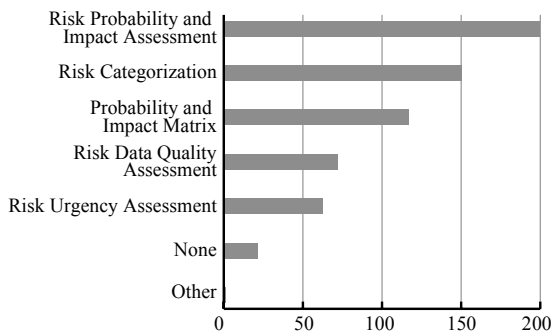 Risk Probability and
Impact Assessment
Risk Categorization
Probability and
Impact Matrix
Risk Data Quality
Assessment
Risk Urgency Assessment
None
Other
0 50 100 150 200